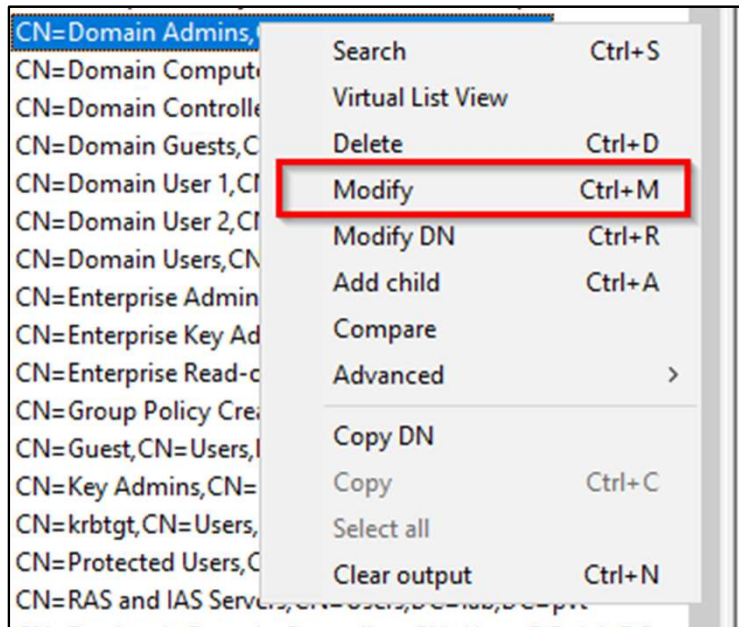 CN=Domain Admins,
CN=Domain Compute
CN=Domain Controlle
CN=Domain Guests,C
CN=Domain User 1,CN
CN=Domain User 2,CN
CN=Domain Users,CN
CN=Enterprise Admin
CN=Enterprise Key Ad
CN=Enterprise Read-o
CN=Group Policy Crea
CN=Guest,CN=Users,
CN=Key Admins,CN=
CN=krbtgt,CN=Users,
CN=Protected Users,C
CN=RAS and IAS Servers,CN=Users,DC=lab,DC=pvt
Search Ctrl+S
Virtual List View
Delete Ctrl+D
Modify Ctrl+M
Modify DN Ctrl+R
Add child Ctrl+A
Compare
Advanced >
Copy DN
Copy Ctrl+C
Select all
Clear output Ctrl+N